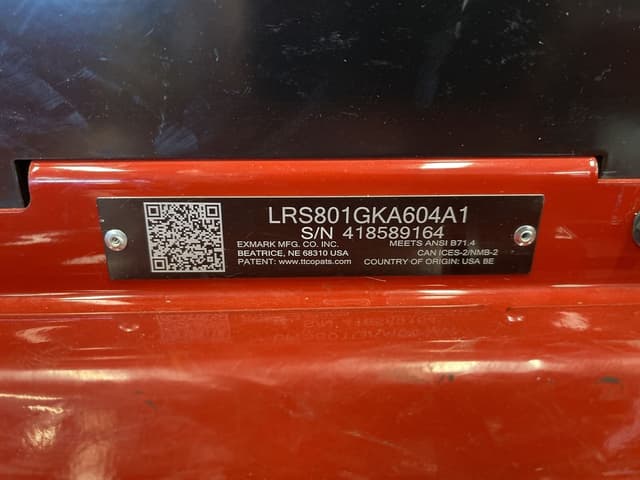 LRS801GKA604A1
S/N 418589164
EXMARK MFG. CO. INC. MEETS ANSI B71.4
BEATRICE, NE 68310 USA CAN ICES-2/NMB-2
PATENT: www.ttcopats.com COUNTRY OF ORIGIN: USA BE